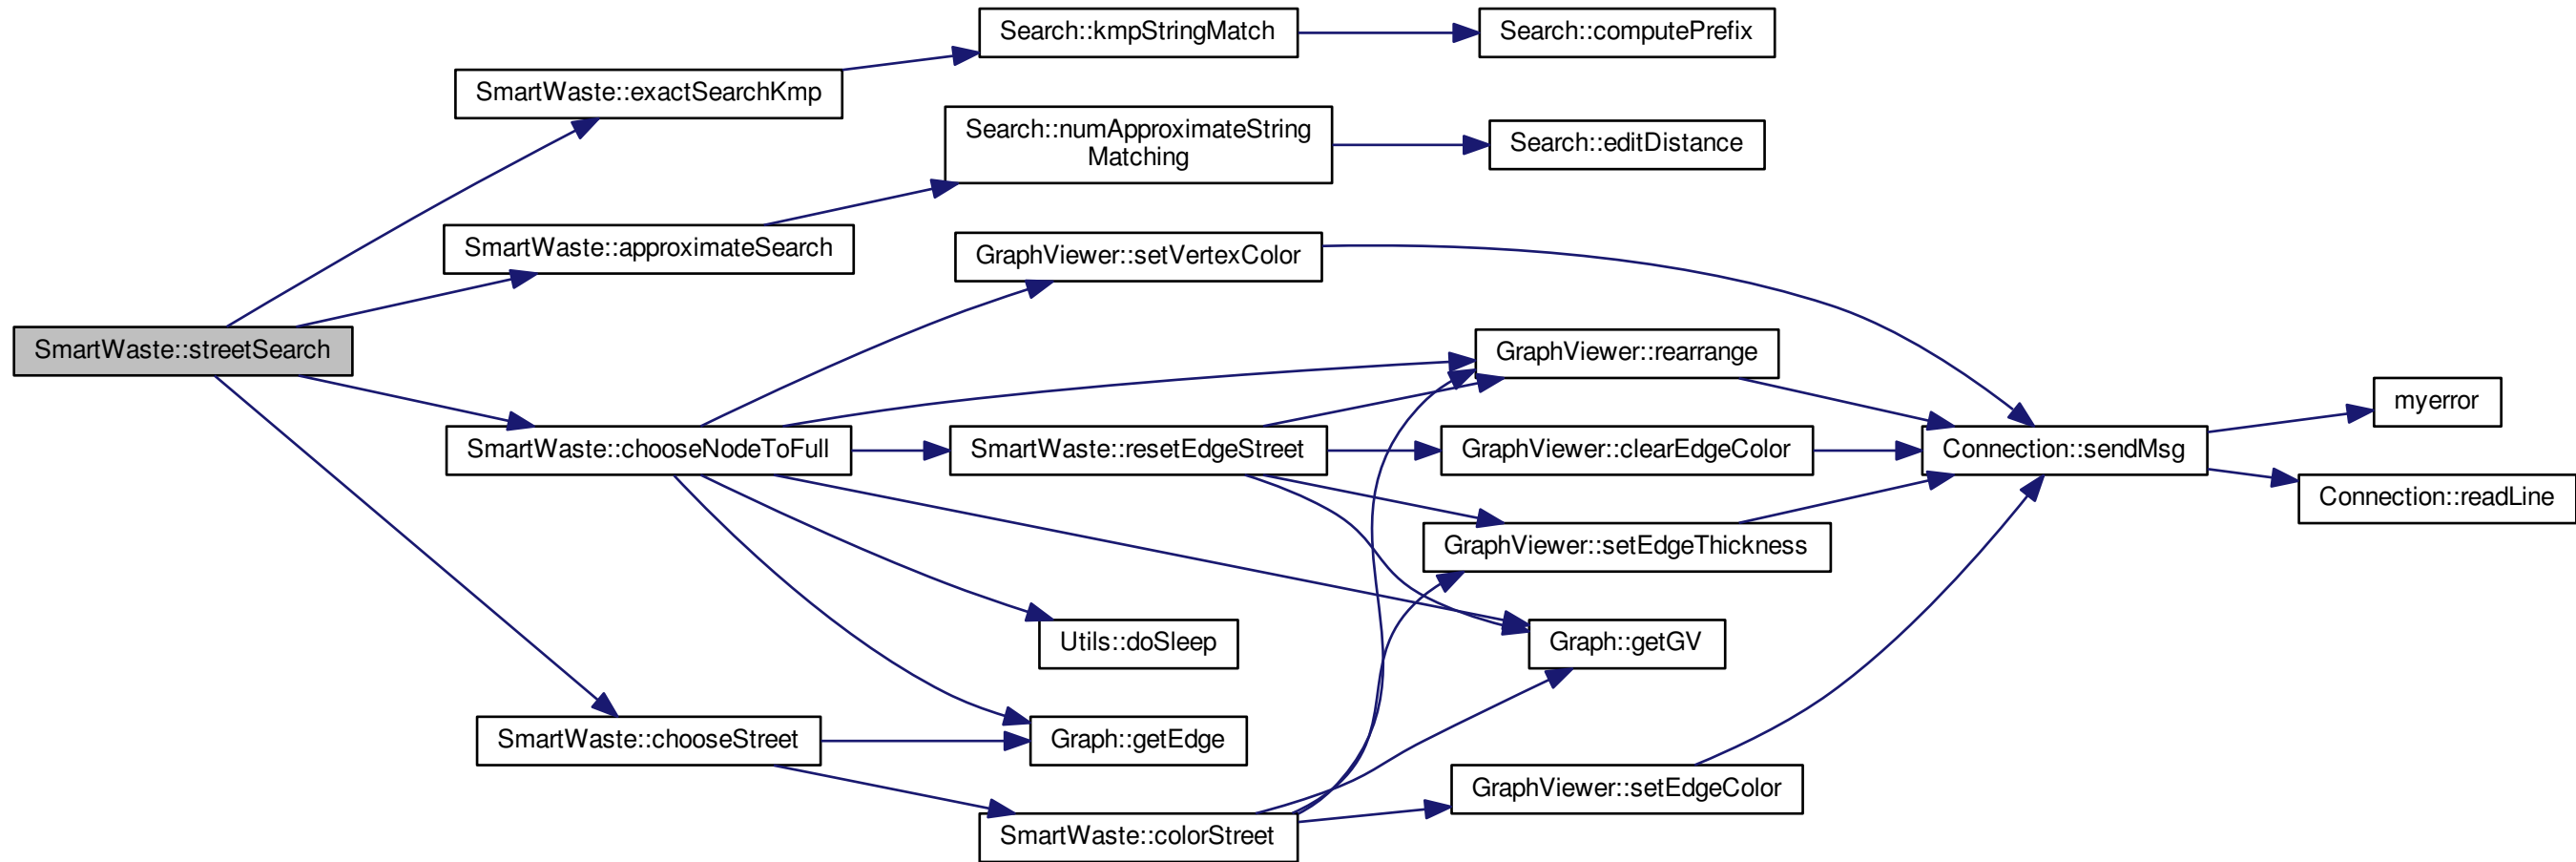 Search::kmpStringMatch
Search::computePrefix
SmartWaste::exactSearchKmp
Search::numApproximateString
Matching
Search::editDistance
SmartWaste::approximateSearch
GraphViewer::setVertexColor
SmartWaste::streetSearch
GraphViewer::rearrange
myerror
SmartWaste::chooseNodeToFull
SmartWaste::resetEdgeStreet
GraphViewer::clearEdgeColor
Connection::sendMsg
Connection::readLine
GraphViewer::setEdgeThickness
Utils::doSleep
Graph::getGV
SmartWaste::chooseStreet
Graph::getEdge
GraphViewer::setEdgeColor
SmartWaste::colorStreet